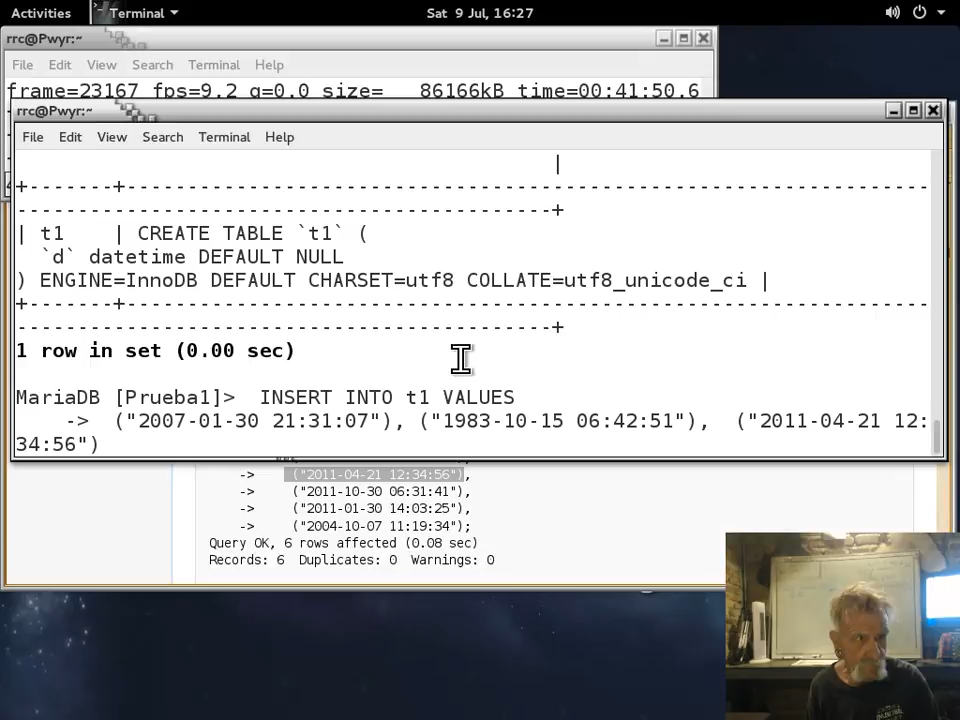 Activities Terminal Sat 9 Jul, 16:27
rrc@Pwyr:~
File Edit View Search Terminal Help
frame=23167 fps=9.2 q=0.0 size= 86166kB time=00:41:50.6
rrc@Pwyr:~
File Edit View Search Terminal Help
|
+-------+--------------------------------------------------------------------
--------------------------------------------+
| t1 | CREATE TABLE `t1` (
`d` datetime DEFAULT NULL
) ENGINE=InnoDB DEFAULT CHARSET=utf8 COLLATE=utf8_unicode_ci |
+-------+--------------------------------------------------------------------
--------------------------------------------+
1 row in set (0.00 sec)
MariaDB [Prueba1]> INSERT INTO t1 VALUES
-> ("2007-01-30 21:31:07"), ("1983-10-15 06:42:51"), ("2011-04-21 12:
34:56")
-> ("2011-04-21 12:34:56"),
-> ("2011-10-30 06:31:41"),
-> ("2011-01-30 14:03:25"),
-> ("2004-10-07 11:19:34");
Query OK, 6 rows affected (0.08 sec)
Records: 6 Duplicates: 0 Warnings: 0